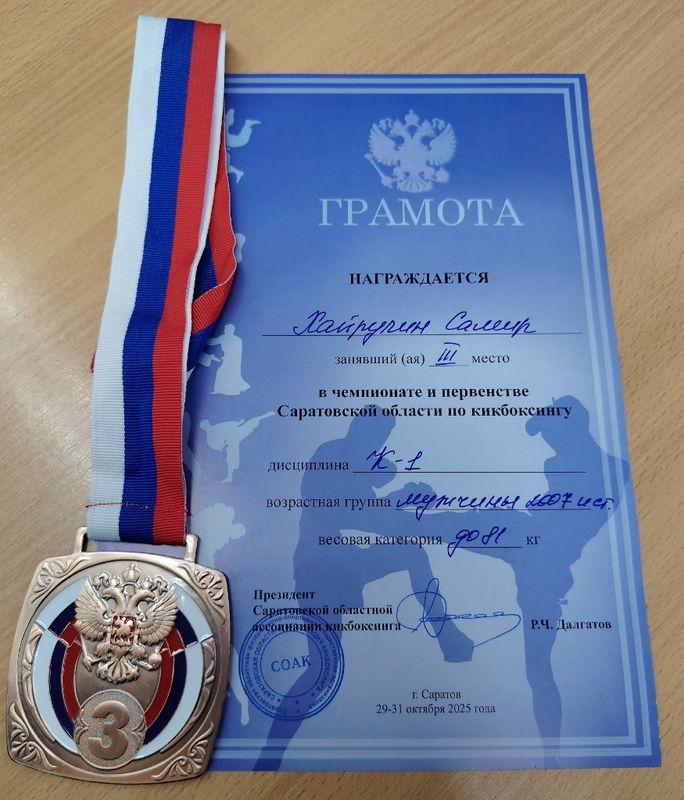 ГРАМОТА
НАГРАЖДАЕТСЯ
Хайручин Самир
занявший (ая) III место
в чемпионате и первенстве
Саратовской области по кикбоксингу
дисциплина К-1
возрастная группа мужчины 2007 и ст.
весовая категория до 81 кг
Президент
Саратовской областной
ассоциации кикбоксинга Р.Ч. Далгатов
СОАК
г. Саратов
29-31 октября 2025 года
3